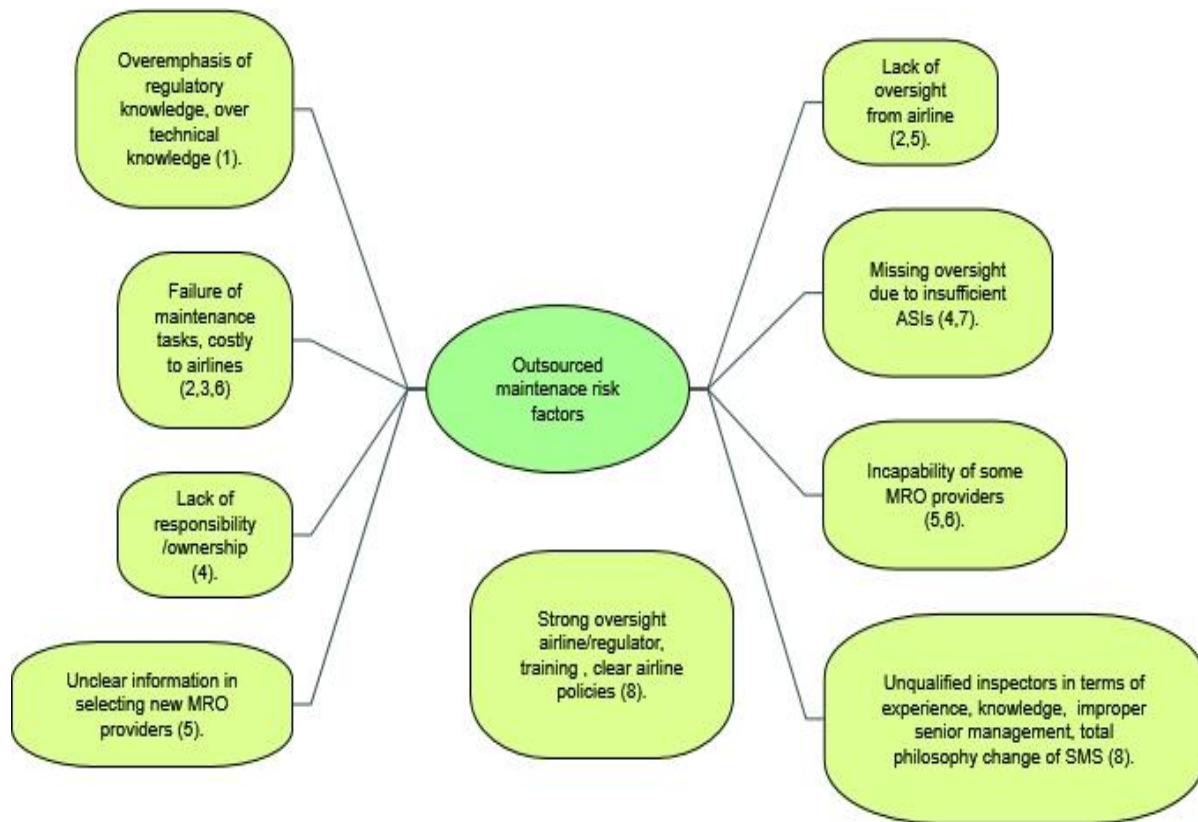 Overemphasis of
regulatory
knowledge, over
technical
knowledge (1).
Failure of
maintenance
tasks, costly
to airlines
(2,3,6)
Lack of
responsibility
/ownership
(4).
Unclear information in
selecting new MRO
providers (5).
Outsourced
maintenace risk
factors
Strong oversight
airline/regulator,
training , clear airline
policies (8).
Lack of
oversight
from airline
(2,5).
Missing oversight
due to insufficient
ASIs (4,7).
Incapability of some
MRO providers
(5,6).
Unqualified inspectors in terms of
experience, knowledge, improper
senior management, total
philosophy change of SMS (8).